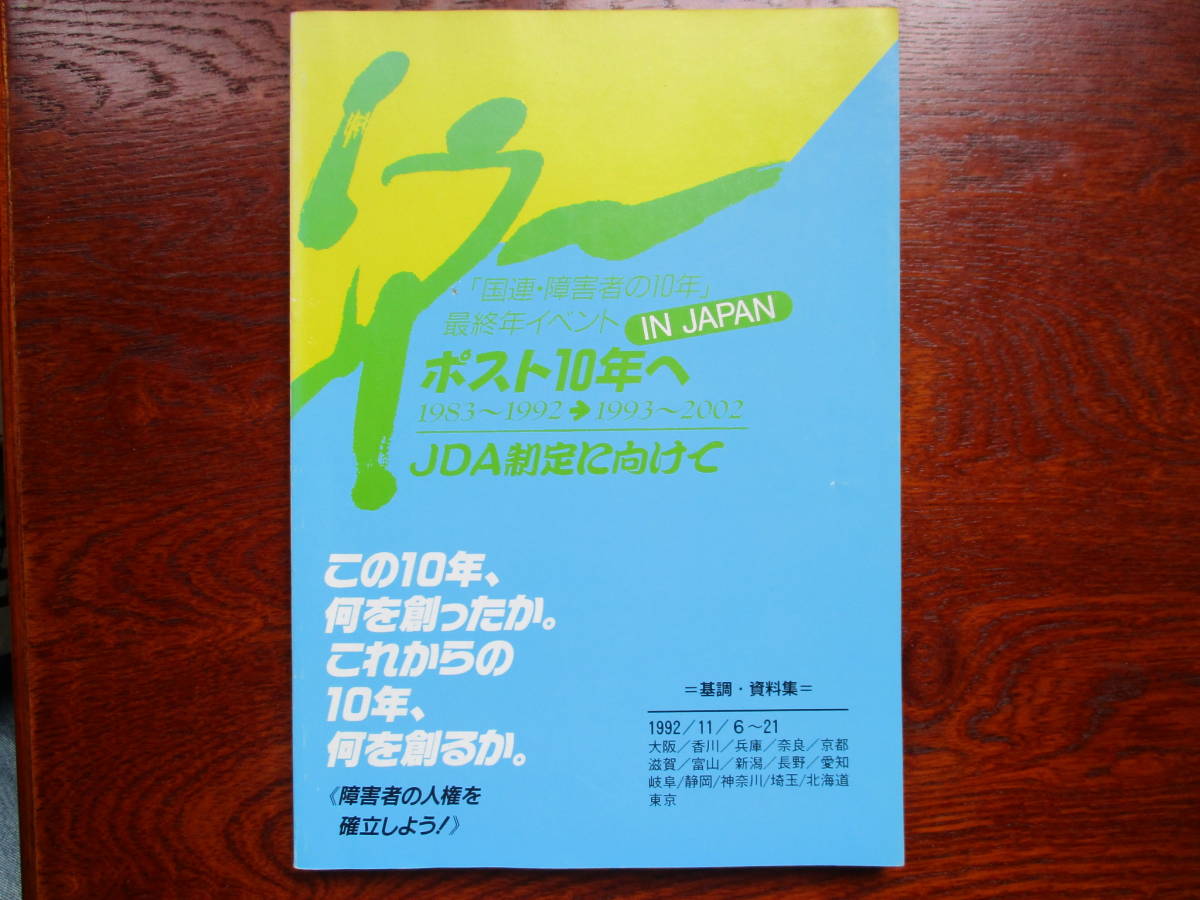 「国連・障害者の10年」
最終年イベント IN JAPAN
ポスト10年へ
1983～1992➔1993～2002
JDA制定に向けて
この10年、
何を創ったか。
これからの
10年、
何を創るか。
《障害者の人権を
確立しよう!》
＝基調・資料集＝
1992／11／6～21
大阪／香川／兵庫／奈良／京都
滋賀／富山／新潟／長野／愛知
岐阜/静岡/神奈川/埼玉/北海道
東京